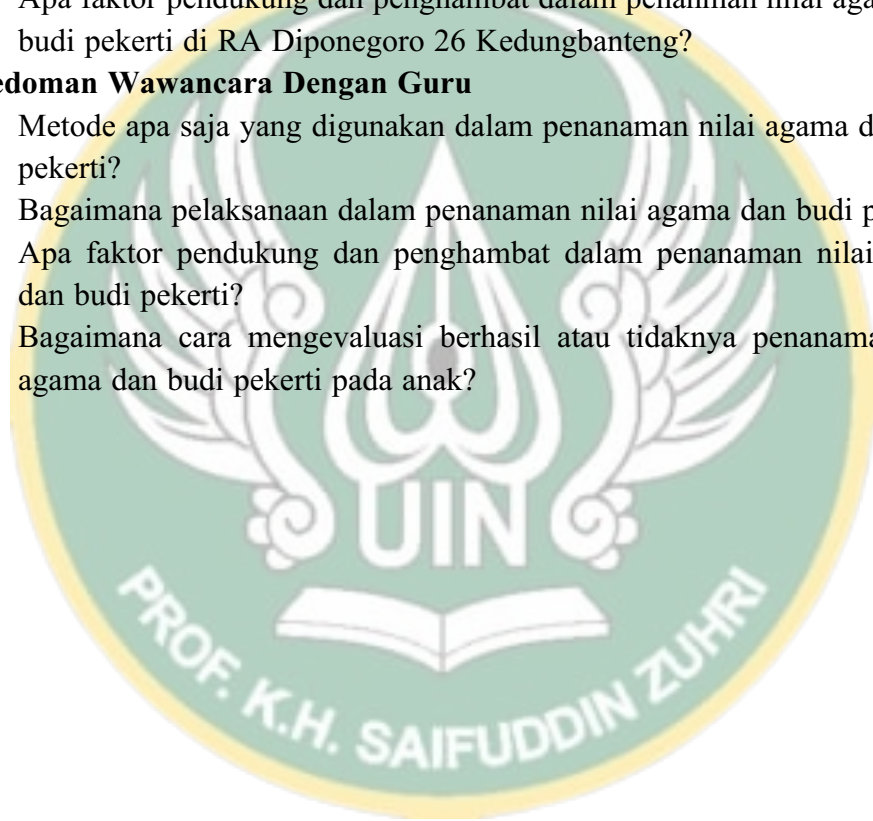 Apa faktor pendukung dan penghambat dalam penanman nilai aga
budi pekerti di RA Diponegoro 26 Kedungbanteng?
edoman Wawancara Dengan Guru
Metode apa saja yang digunakan dalam penanaman nilai agama d
pekerti?
Bagaimana pelaksanaan dalam penanaman nilai agama dan budi p
Apa faktor pendukung dan penghambat dalam penanaman nilai
dan budi pekerti?
Bagaimana cara mengevaluasi berhasil atau tidaknya penanama
agama dan budi pekerti pada anak?
UIN
PROF. K.H. SAIFUDDIN ZUHRI